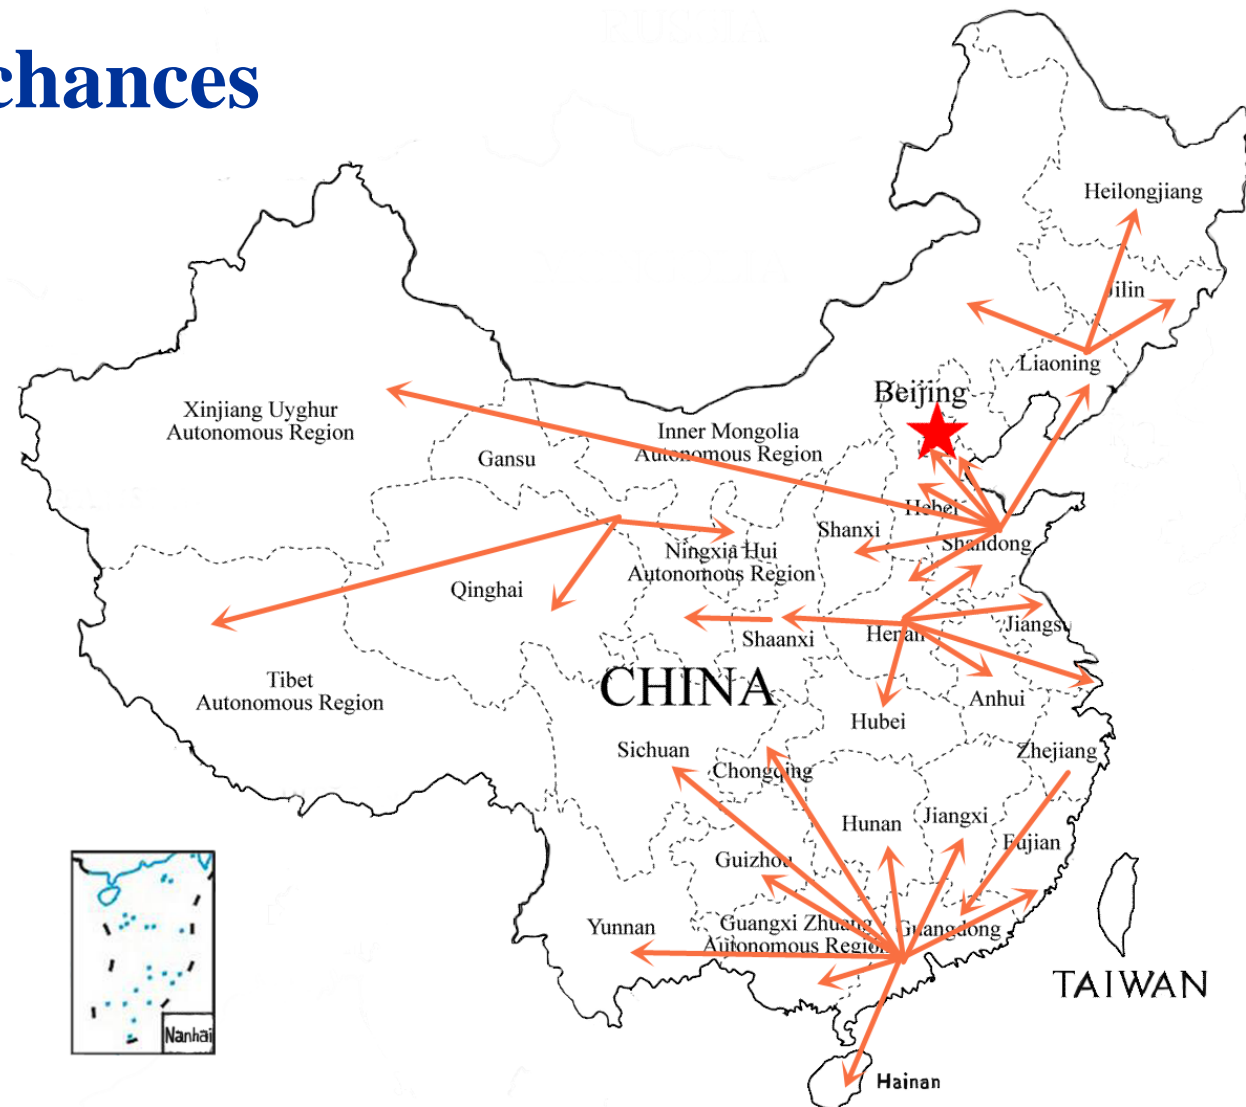 chances
Heilongjiang
Jilin
Liaoning
Beijing
Xinjiang Uyghur
Autonomous Region
Inner Mongolia
Autonomous Region
Gansu
Hebei
Shanxi
Shandong
Ningxia Hui
Autonomous Region
Qinghai
Shaanxi
Henan
Jiangsu
Tibet
Autonomous Region
CHINA
Anhui
Hubei
Sichuan
Zhejiang
Chongqing
Hunan
Jiangxi
Fujian
Guizhou
Yunnan
Guangxi Zhuang
Autonomous Region
Guangdong
TAIWAN
Nanhai
Hainan